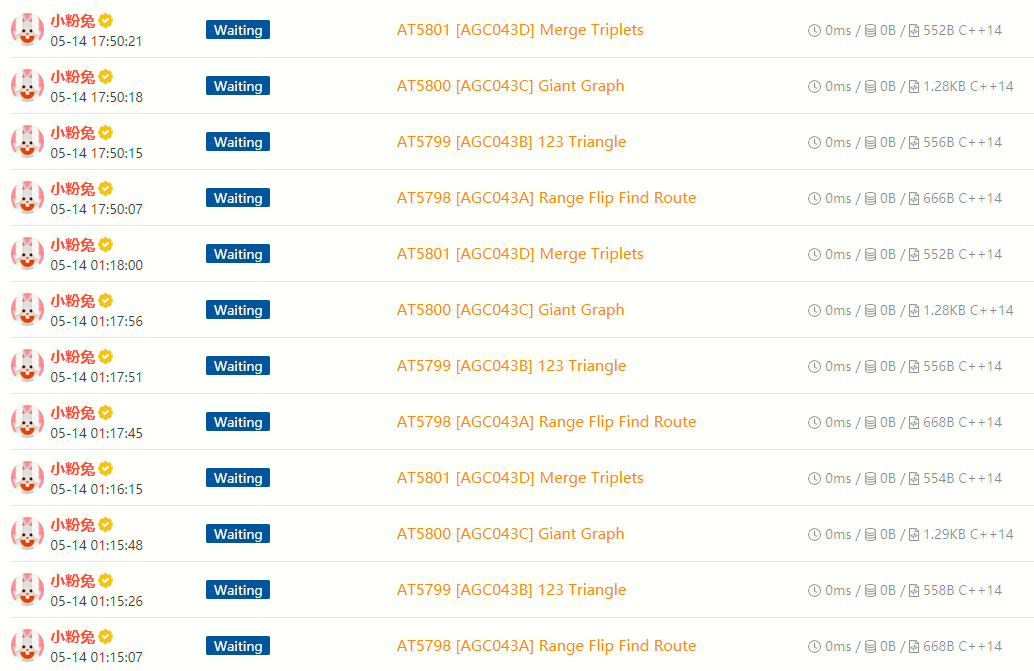 小粉兔
05-14 17:50:21
Waiting
AT5801 [AGC043D] Merge Triplets
0ms / 0B / 552B C++14
小粉兔
05-14 17:50:18
Waiting
AT5800 [AGC043C] Giant Graph
0ms / 0B / 1.28KB C++14
小粉兔
05-14 17:50:15
Waiting
AT5799 [AGC043B] 123 Triangle
0ms / 0B / 556B C++14
小粉兔
05-14 17:50:07
Waiting
AT5798 [AGC043A] Range Flip Find Route
0ms / 0B / 666B C++14
小粉兔
05-14 01:18:00
Waiting
AT5801 [AGC043D] Merge Triplets
0ms / 0B / 552B C++14
小粉兔
05-14 01:17:56
Waiting
AT5800 [AGC043C] Giant Graph
0ms / 0B / 1.28KB C++14
小粉兔
05-14 01:17:51
Waiting
AT5799 [AGC043B] 123 Triangle
0ms / 0B / 556B C++14
小粉兔
05-14 01:17:45
Waiting
AT5798 [AGC043A] Range Flip Find Route
0ms / 0B / 668B C++14
小粉兔
05-14 01:16:15
Waiting
AT5801 [AGC043D] Merge Triplets
0ms / 0B / 554B C++14
小粉兔
05-14 01:15:48
Waiting
AT5800 [AGC043C] Giant Graph
0ms / 0B / 1.29KB C++14
小粉兔
05-14 01:15:26
Waiting
AT5799 [AGC043B] 123 Triangle
0ms / 0B / 558B C++14
小粉兔
05-14 01:15:07
Waiting
AT5798 [AGC043A] Range Flip Find Route
0ms / 0B / 668B C++14